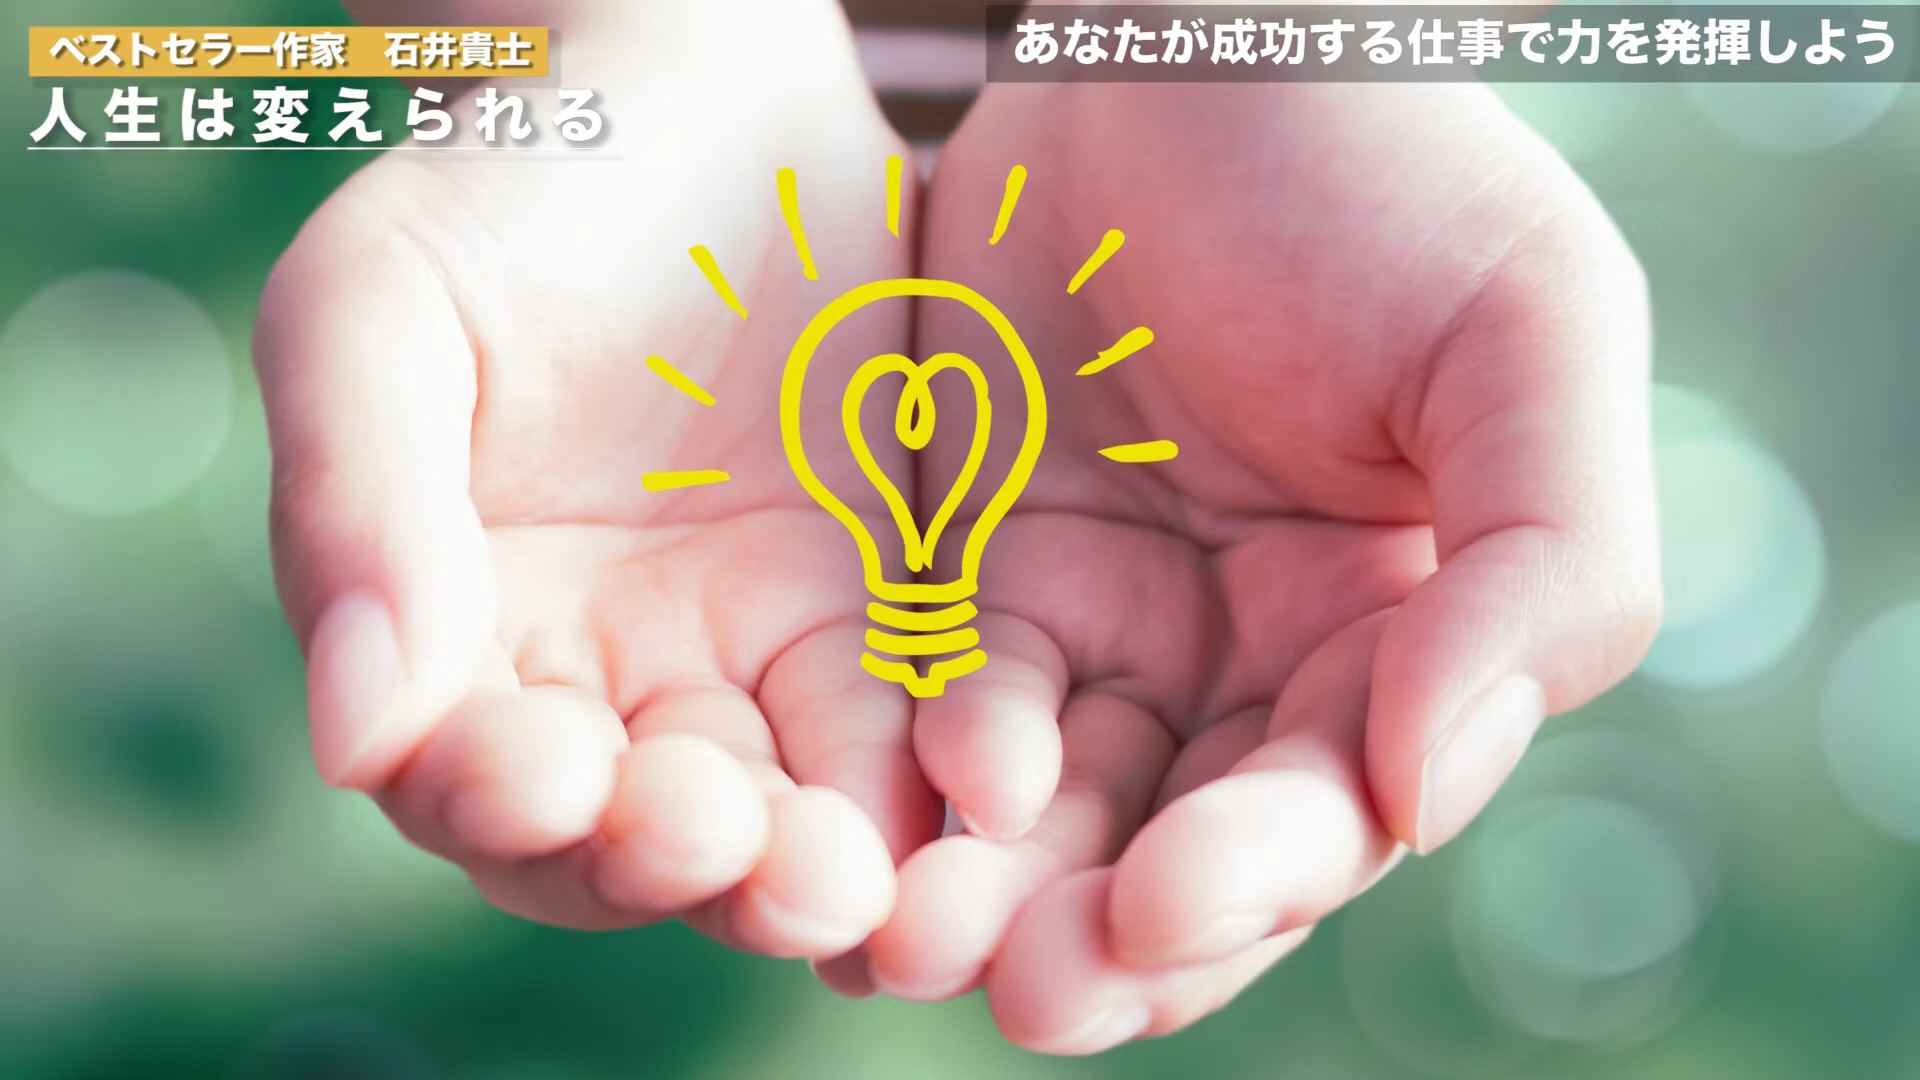 ベストセラー作家　石井貴士
人生は変えられる
あなたが成功する仕事で力を発揮しよう